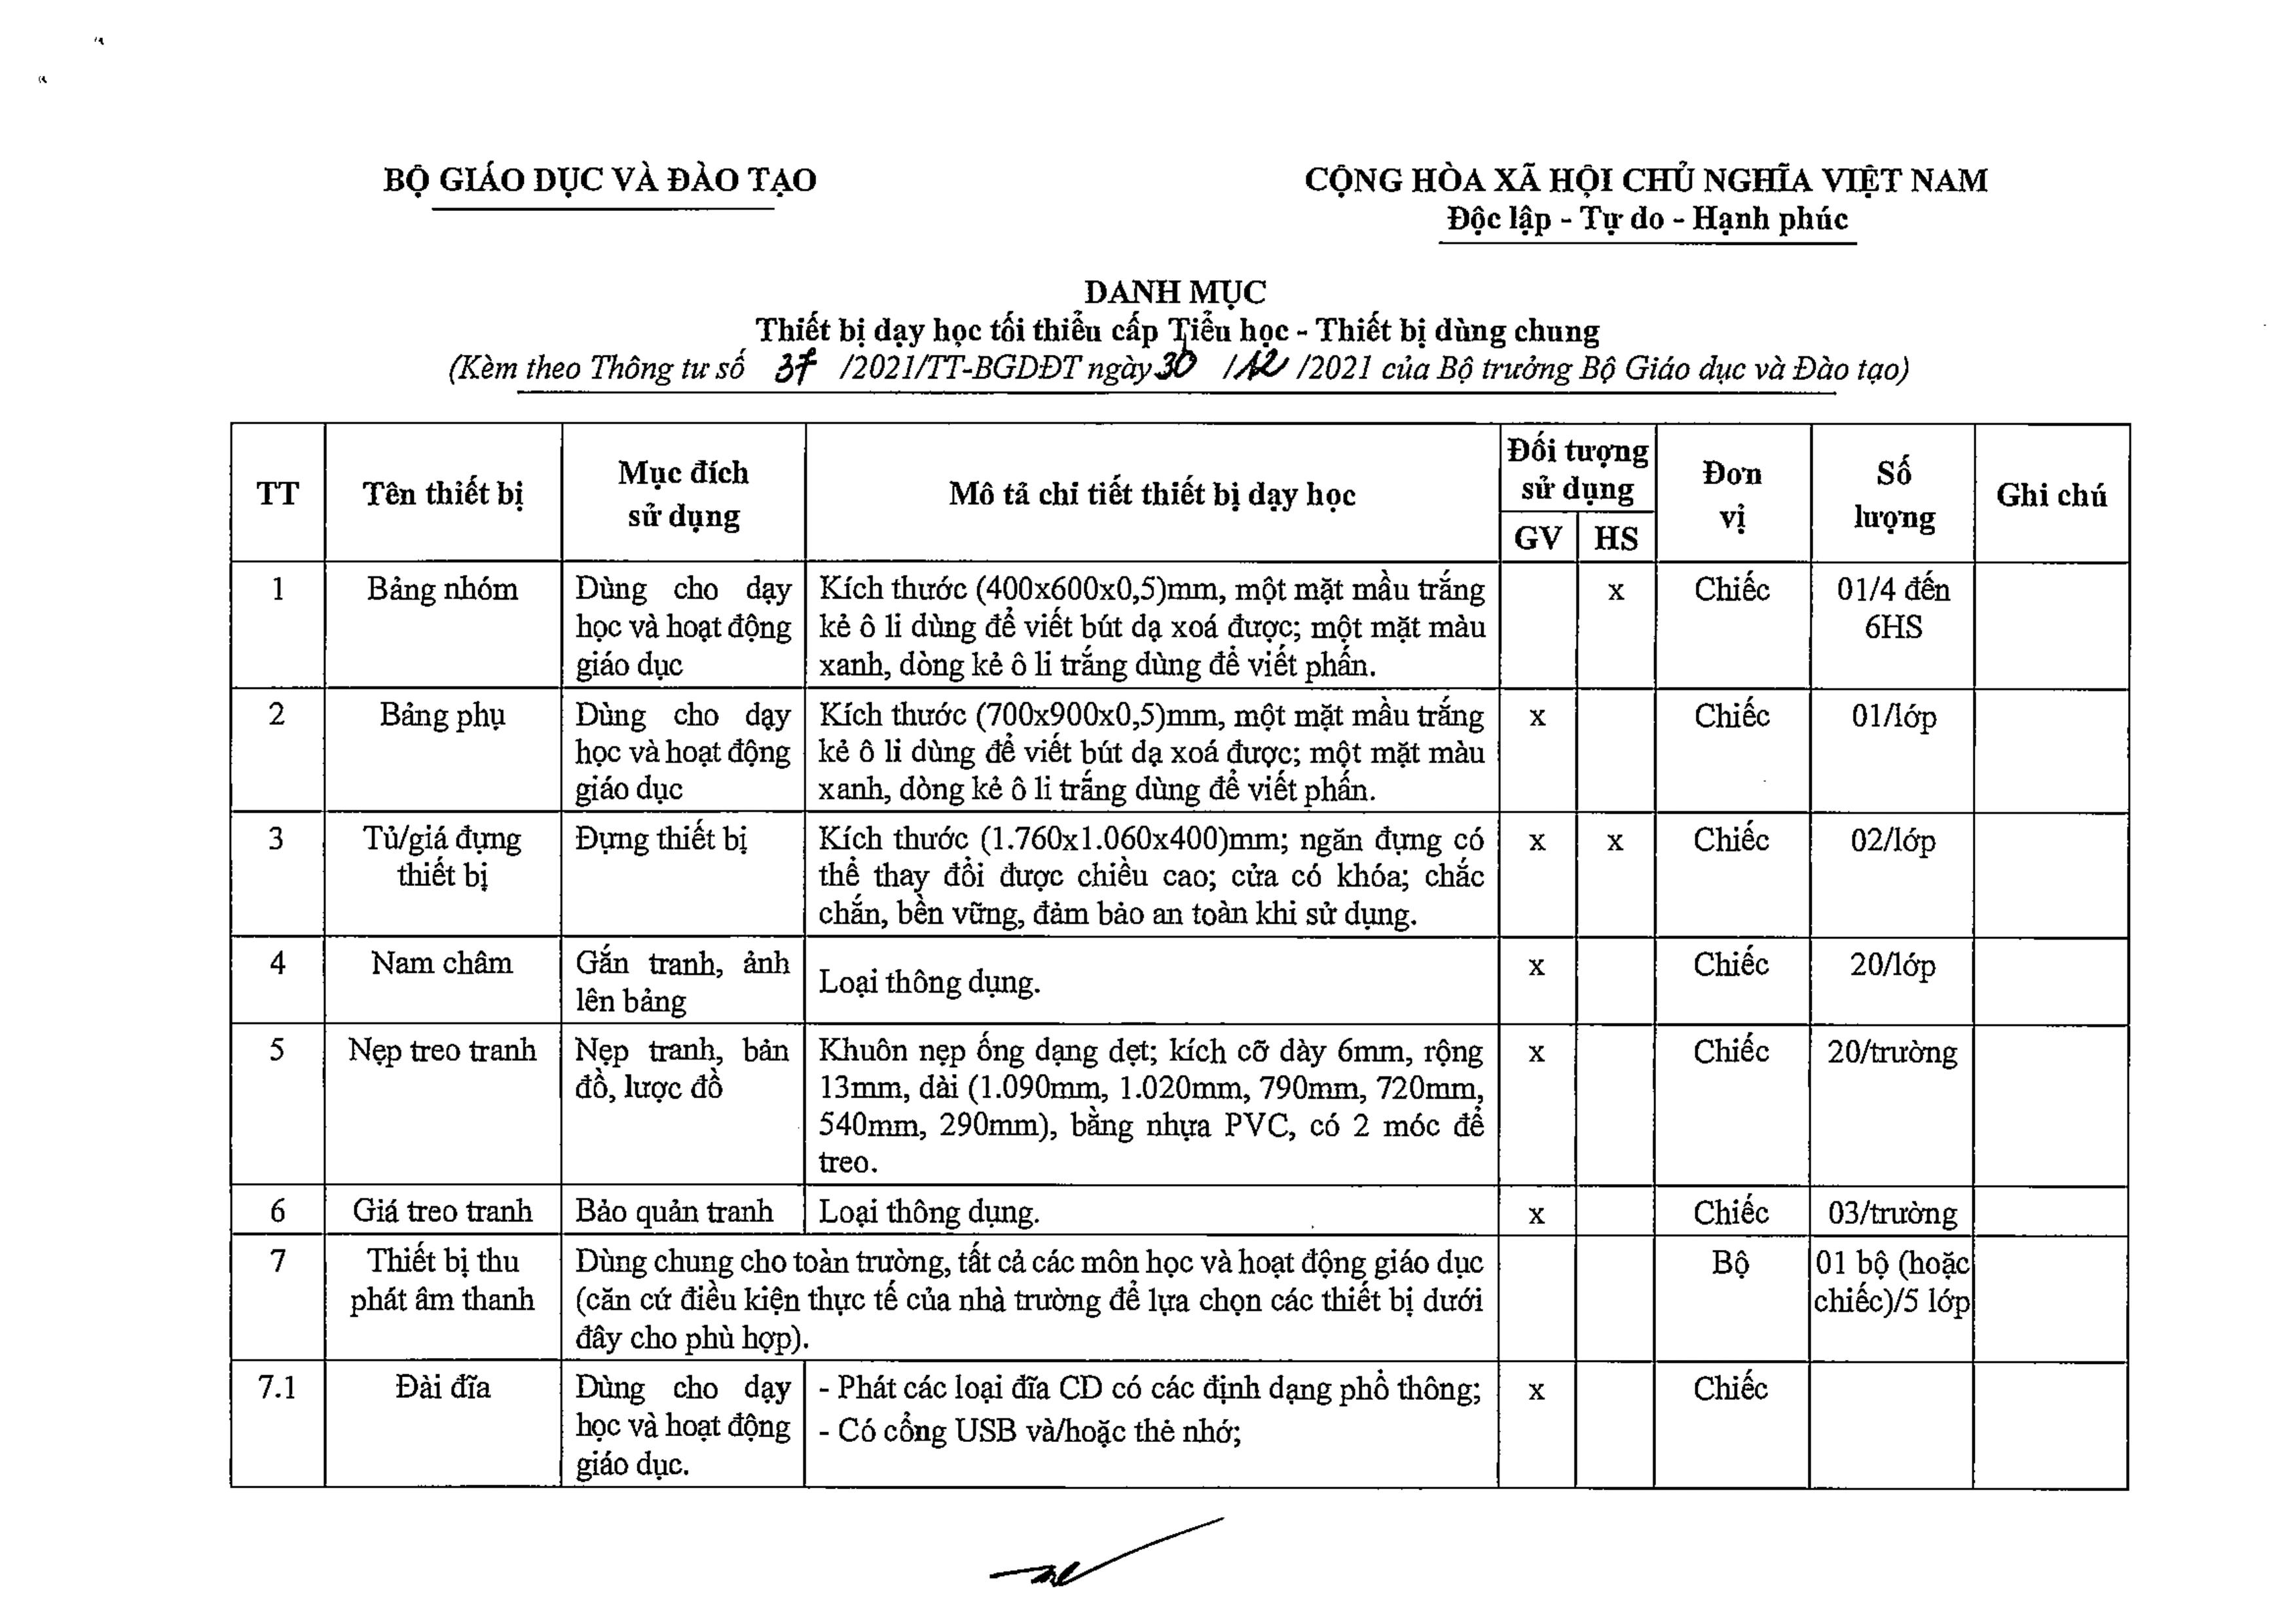 BỘ GIÁO DỤC VÀ ĐÀO TẠO
CỘNG HÒA XÃ HỘI CHỦ NGHĨA VIỆT NAM
Độc lập - Tự do - Hạnh phúc
DANH MỤC
Thiết bị dạy học tối thiểu cấp Tiểu học - Thiết bị dùng chung
(Kèm theo Thông tư số 37 /2021/TT-BGDĐT ngày 30 /12 /2021 của Bộ trưởng Bộ Giáo dục và Đào tạo)
TT
Tên thiết bị
Mục đích
sử dụng
Mô tả chi tiết thiết bị dạy học
Đối tượng
sử dụng
GV
HS
Đơn
vị
Số
lượng
Ghi chú
1
Bảng nhóm
Dùng cho dạy
học và hoạt động
giáo dục
Kích thước (400x600x0,5)mm, một mặt mầu trắng
kẻ ô li dùng để viết bút dạ xoá được; một mặt màu
xanh, dòng kẻ ô li trắng dùng để viết phấn.
x
Chiếc
01/4 đến
6HS
2
Bảng phụ
Dùng cho dạy
học và hoạt động
giáo dục
Kích thước (700x900x0,5)mm, một mặt mầu trắng
kẻ ô li dùng để viết bút dạ xoá được; một mặt màu
xanh, dòng kẻ ô li trắng dùng để viết phấn.
x
Chiếc
01/lớp
3
Tủ/giá đựng
thiết bị
Đựng thiết bị
Kích thước (1.760x1.060x400)mm; ngăn đựng có
thể thay đổi được chiều cao; cửa có khóa; chắc
chắn, bền vững, đảm bảo an toàn khi sử dụng.
x
x
Chiếc
02/lớp
4
Nam châm
Gắn tranh, ảnh
lên bảng
Loại thông dụng.
x
Chiếc
20/lớp
5
Nẹp treo tranh
Nẹp tranh, bản
đồ, lược đồ
Khuôn nẹp ống dạng dẹt; kích cỡ dày 6mm, rộng
13mm, dài (1.090mm, 1.020mm, 790mm, 720mm,
540mm, 290mm), bằng nhựa PVC, có 2 móc để
treo.
x
Chiếc
20/trường
6
Giá treo tranh
Bảo quản tranh
Loại thông dụng.
x
Chiếc
03/trường
7
Thiết bị thu
phát âm thanh
Dùng chung cho toàn trường, tất cả các môn học và hoạt động giáo dục
(căn cứ điều kiện thực tế của nhà trường để lựa chọn các thiết bị dưới
đây cho phù hợp).
Bộ
01 bộ (hoặc
chiếc)/5 lớp
7.1
Đài đĩa
Dùng cho dạy
học và hoạt động
giáo dục.
- Phát các loại đĩa CD có các định dạng phổ thông;
- Có cổng USB và/hoặc thẻ nhớ;
x
Chiếc